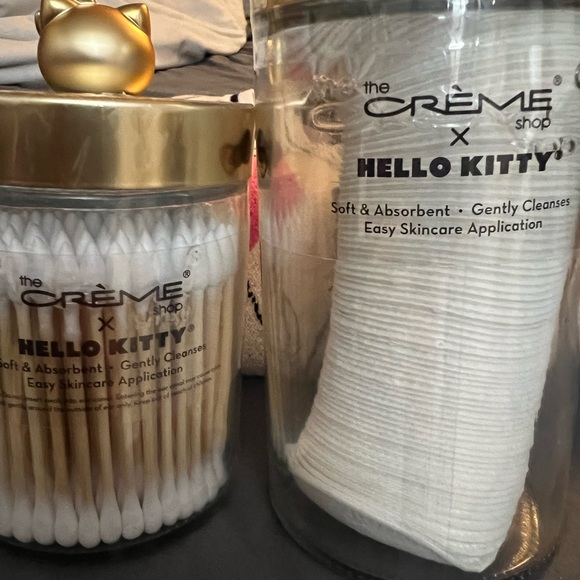 the
CRÈME®
shop
X
HELLO KITTY®
Soft & Absorbent • Gently Cleanses
Easy Skincare Application
the
CRÈME®
shop
X
HELLO KITTY®
Soft & Absorbent • Gently Cleanses
Easy Skincare Application